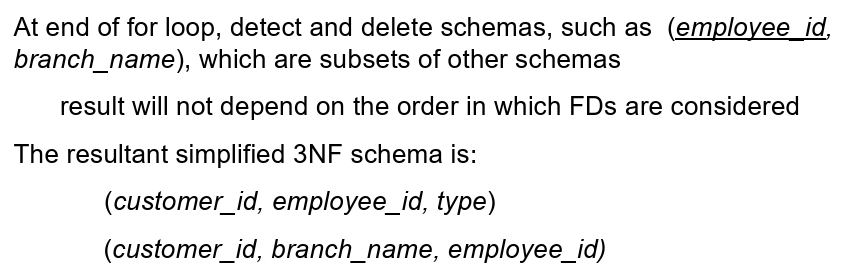 At end of for loop, detect and delete schemas, such as (employee_id,
branch_name), which are subsets of other schemas
result will not depend on the order in which FDs are considered
The resultant simplified 3NF schema is:
(customer_id, employee_id, type)
(customer_id, branch_name, employee_id)